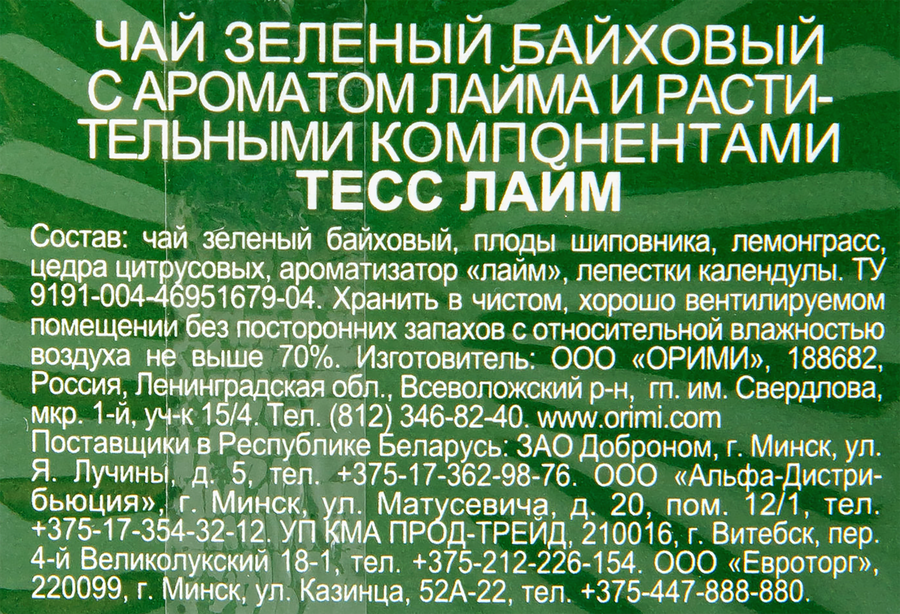 ЧАЙ ЗЕЛЕНЫЙ БАЙХОВЫЙ
С АРОМАТОМ ЛАЙМА И РАСТИ-
ТЕЛЬНЫМИ КОМПОНЕНТАМИ
ТЕСС ЛАЙМ
Состав: чай зеленый байховый, плоды шиповника, лемонграсс,
цедра цитрусовых, ароматизатор «лайм», лепестки календулы. ТУ
9191-004-46951679-04. Хранить в чистом, хорошо вентилируемом
помещении без посторонних запахов с относительной влажностью
воздуха не выше 70%. Изготовитель: ООО «ОРИМИ», 188682,
Россия, Ленинградская обл., Всеволожский р-н, гп. им. Свердлова,
мкр. 1-й, уч-к 15/4. Тел. (812) 346-82-40. www.orimi.com
Поставщики в Республике Беларусь: ЗАО Доброном, г. Минск, ул.
Я. Лучины, д. 5, тел. +375-17-362-98-76. ООО «Альфа-Дистри-
бьюция», г. Минск, ул. Матусевича, д. 20, пом. 12/1, тел.
+375-17-354-32-12. УП КМА ПРОД-ТРЕЙД, 210016, г. Витебск, пер.
4-й Великолукский 18-1, тел. +375-212-226-154. ООО «Евроторг»,
220099, г. Минск, ул. Казинца, 52А-22, тел. +375-447-888-880.